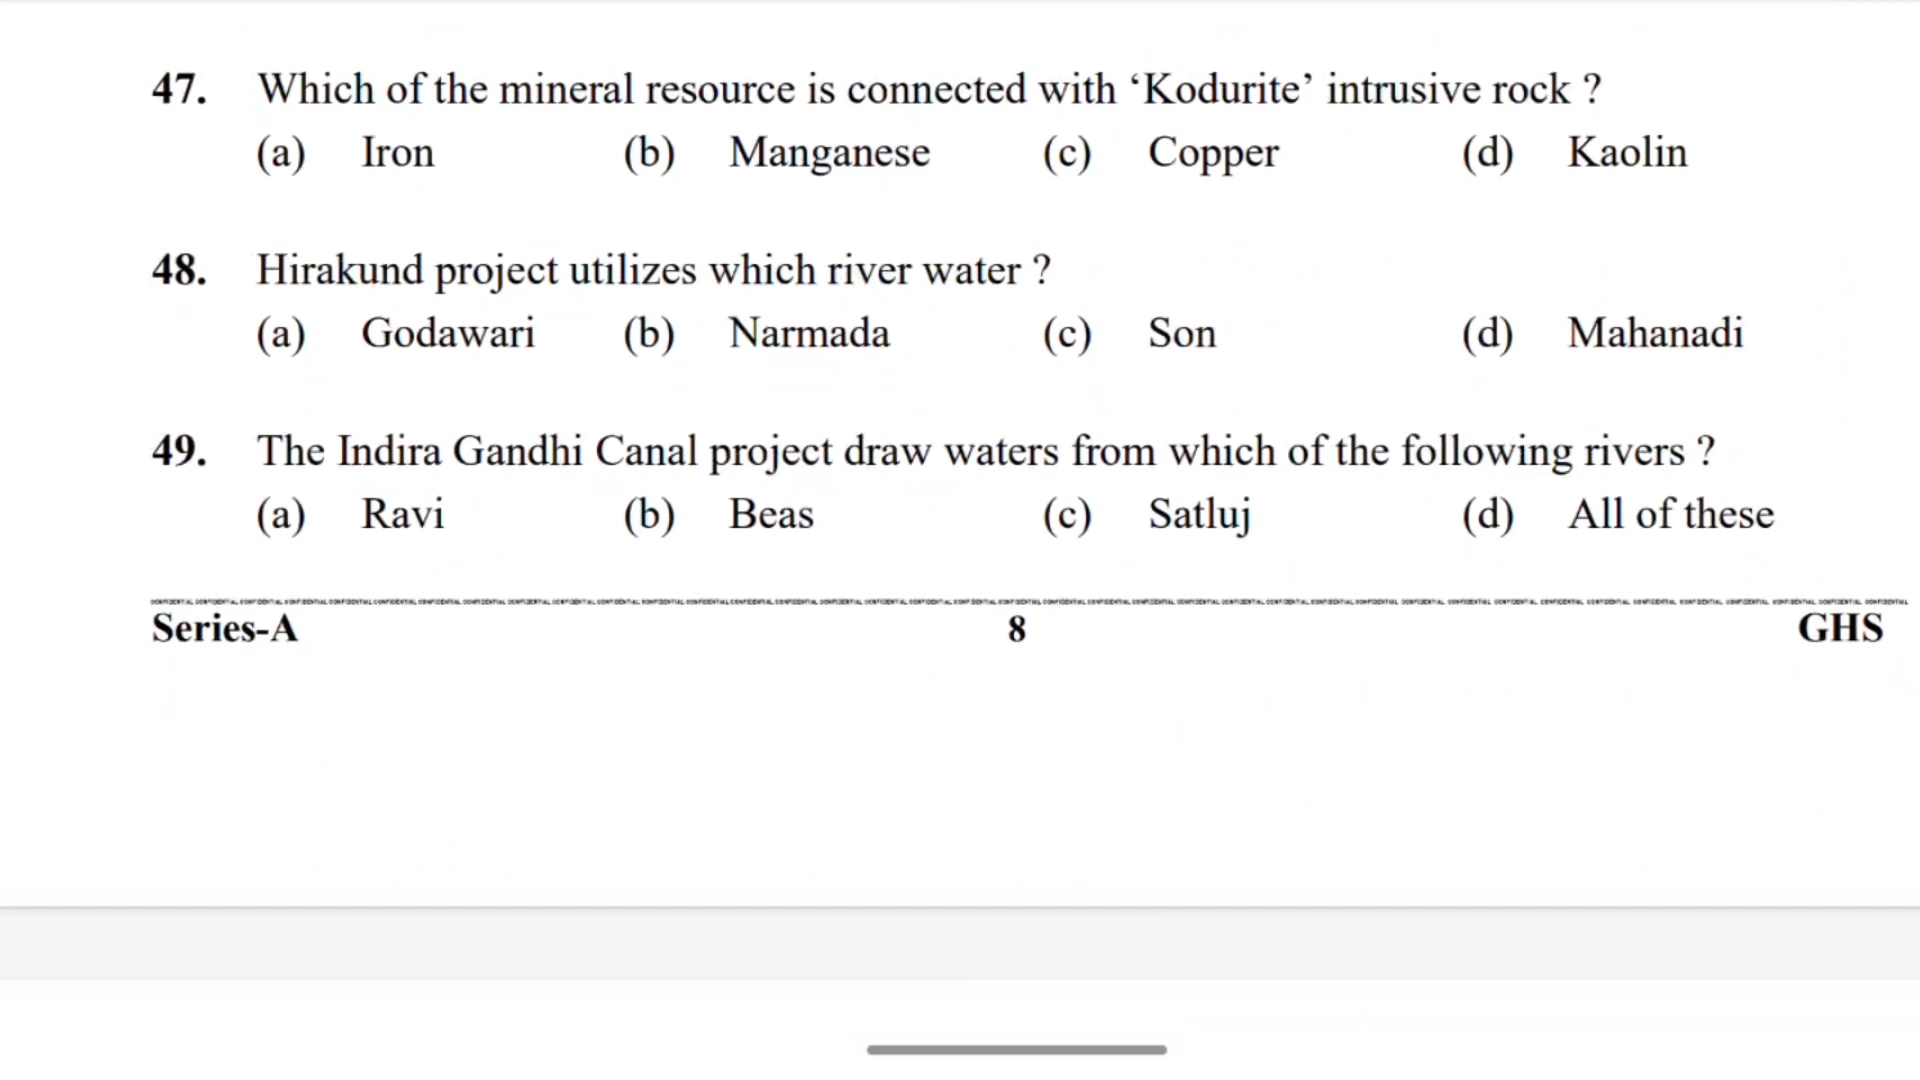 47. Which of the mineral resource is connected with ‘Kodurite’ intrusive rock ?
(a) Iron (b) Manganese (c) Copper (d) Kaolin
48. Hirakund project utilizes which river water ?
(a) Godawari (b) Narmada (c) Son (d) Mahanadi
49. The Indira Gandhi Canal project draw waters from which of the following rivers ?
(a) Ravi (b) Beas (c) Satluj (d) All of these
Series-A 8 GHS